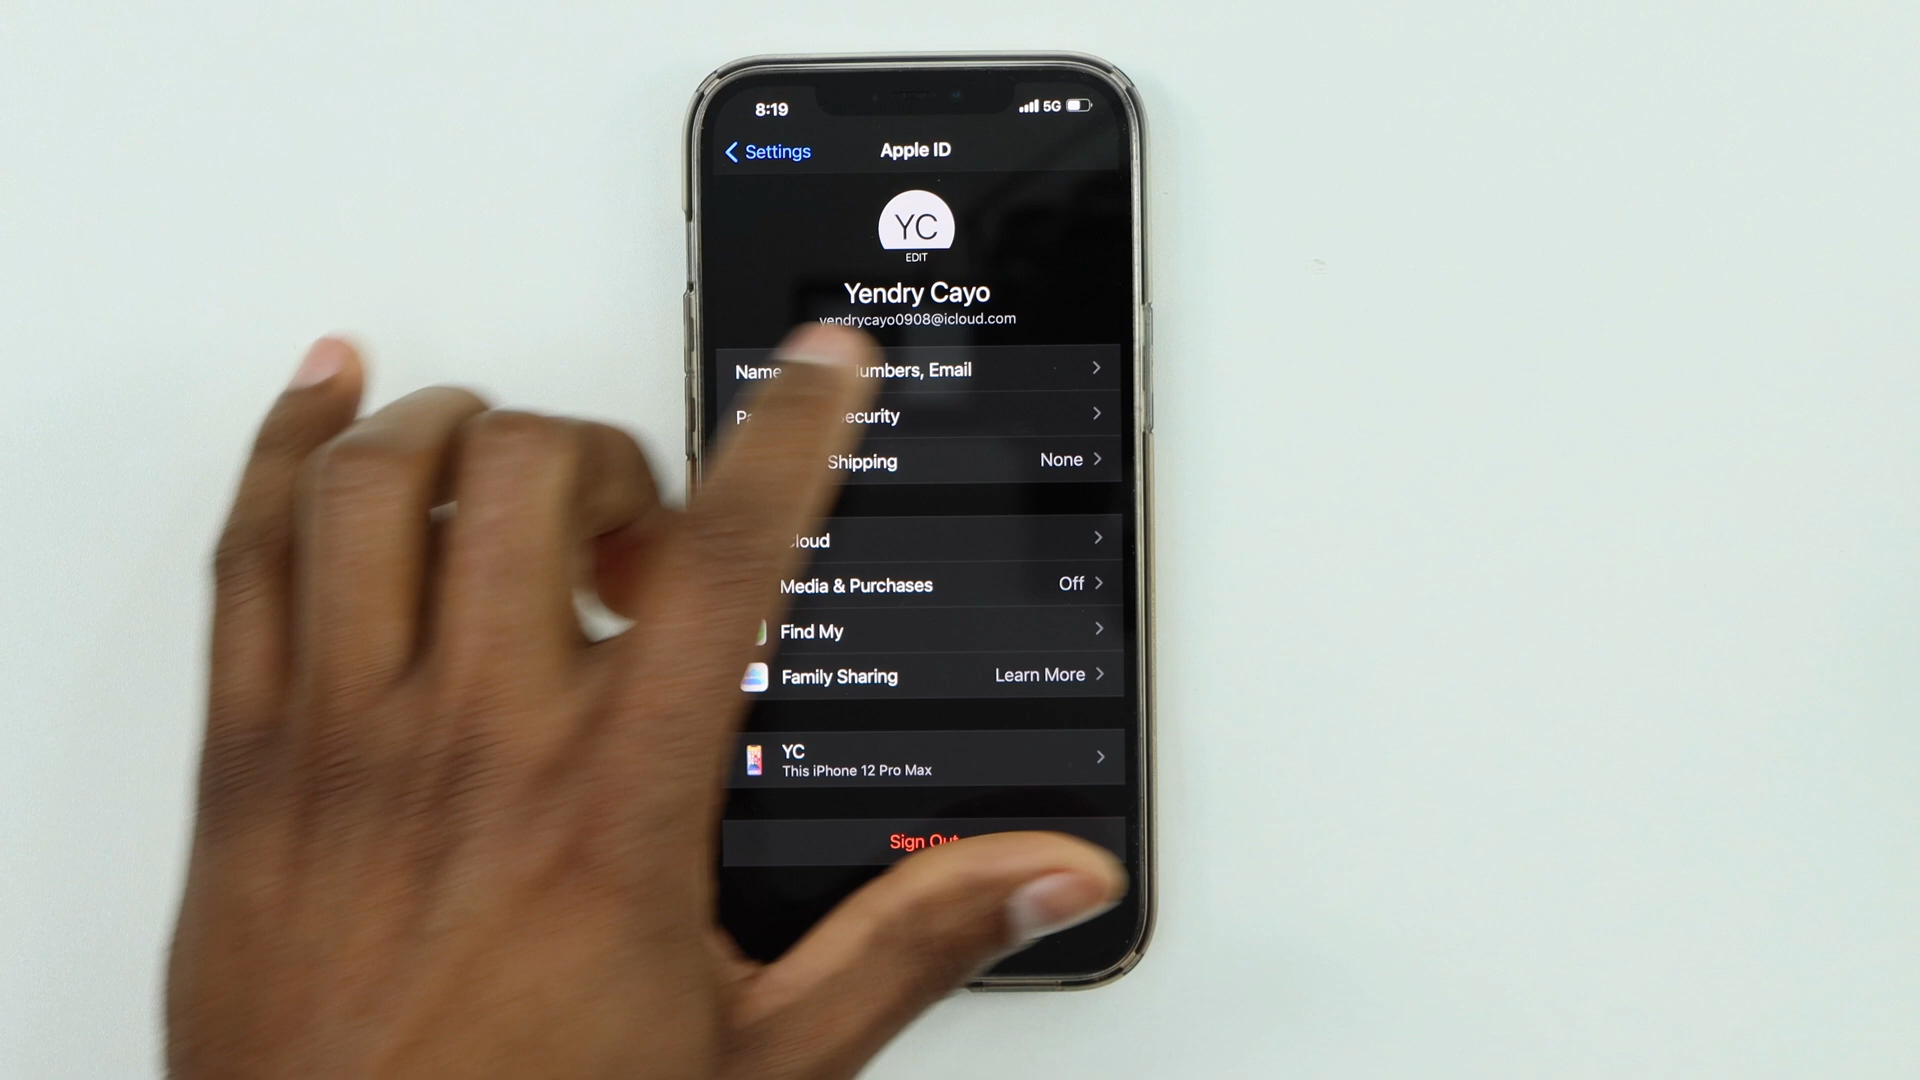 8:19 5G
Settings Apple ID
YC
EDIT
Yendry Cayo
yendrycayo0908@icloud.com
Name umbers, Email
ecurity
Shipping None
loud
Media & Purchases Off
Find My
Family Sharing Learn More
YC
This iPhone 12 Pro Max
Sign Out